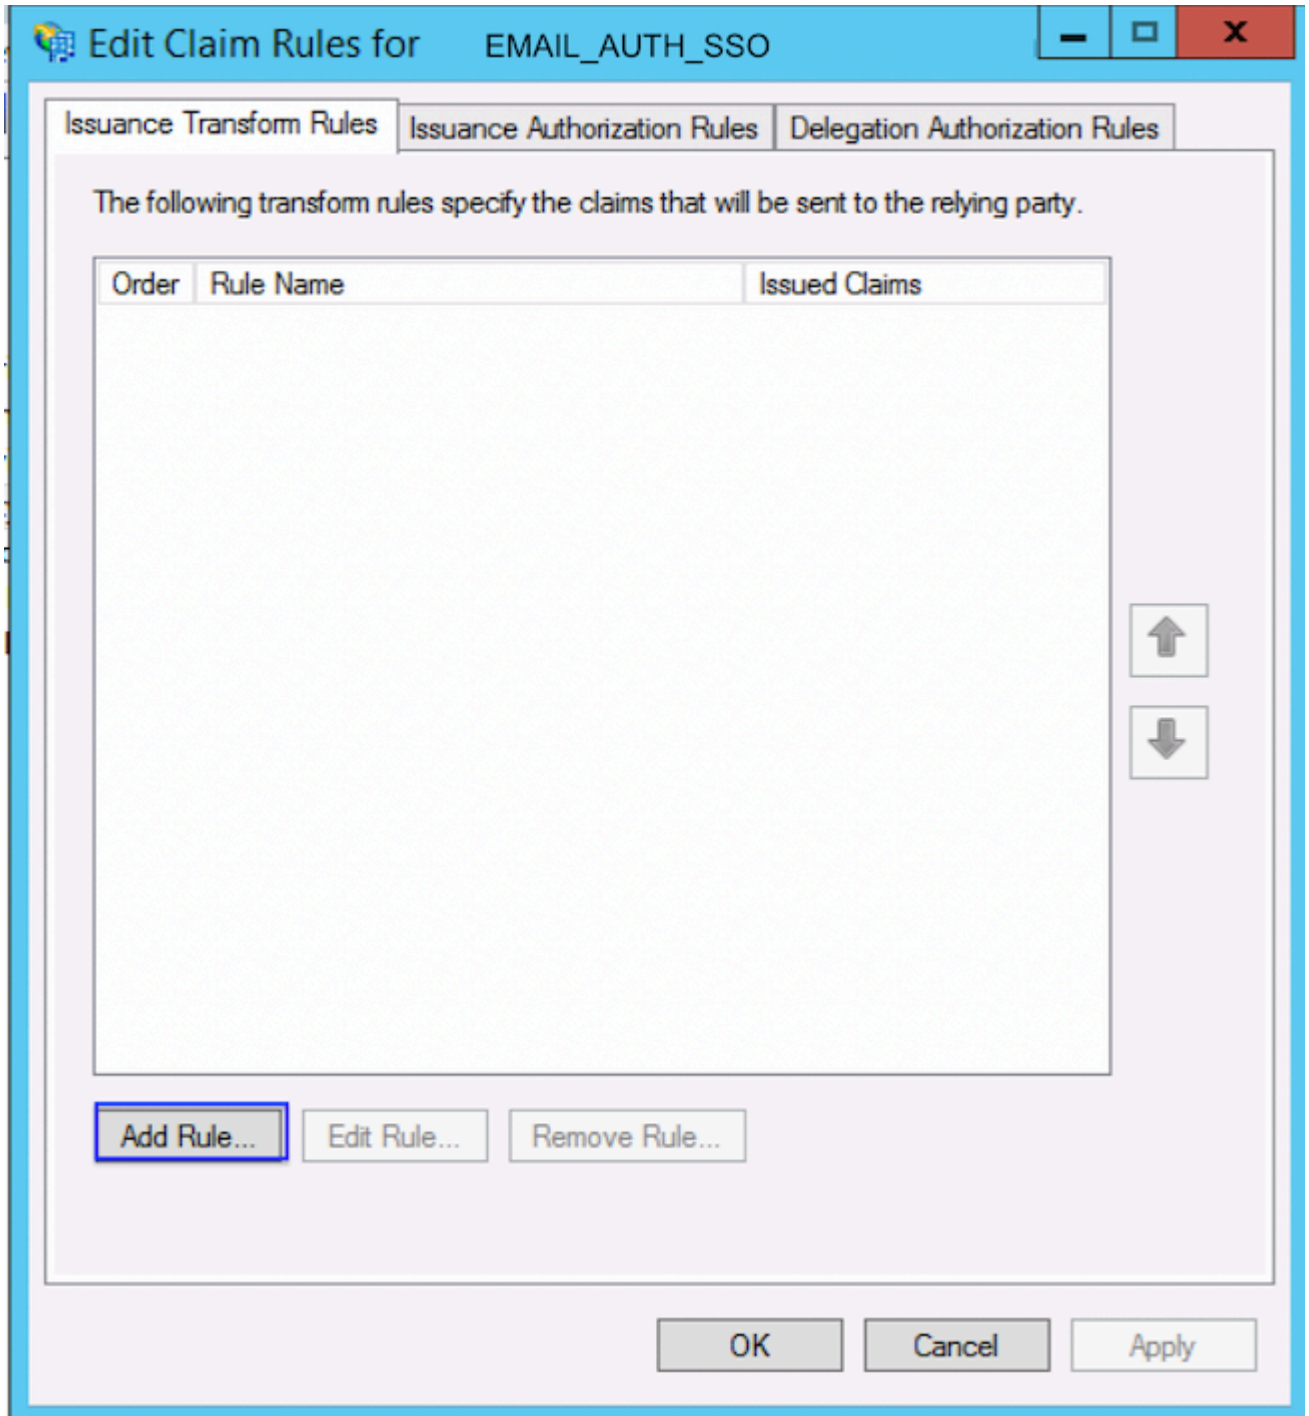 Edit Claim Rules for EMAIL_AUTH_SSO
Issuance Transform Rules Issuance Authorization Rules Delegation Authorization Rules
The following transform rules specify the claims that will be sent to the relying party.
Order Rule Name Issued Claims
Add Rule... Edit Rule... Remove Rule...
OK Cancel Apply